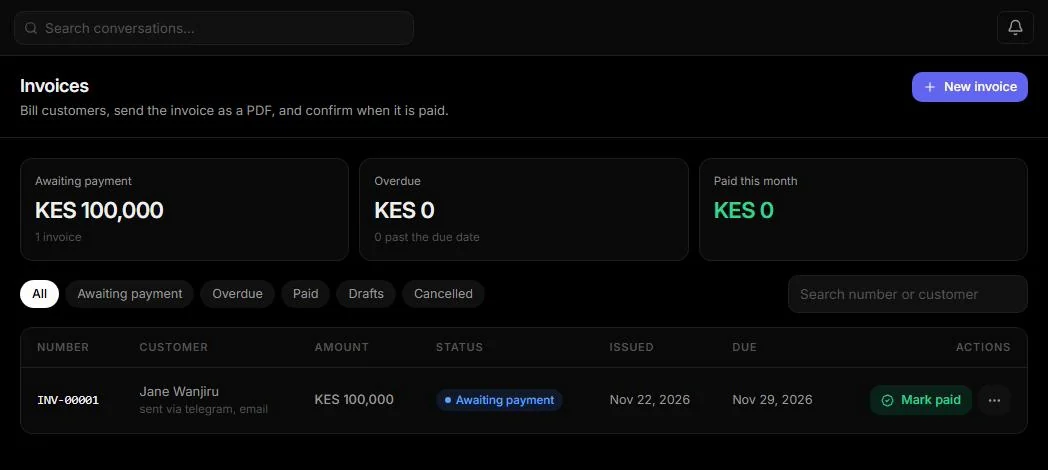 Search conversations...
Invoices
Bill customers, send the invoice as a PDF, and confirm when it is paid.
New invoice
Awaiting payment
KES 100,000
1 invoice
Overdue
KES 0
0 past the due date
Paid this month
KES 0
All Awaiting payment Overdue Paid Drafts Cancelled
Search number or customer
NUMBER CUSTOMER AMOUNT STATUS ISSUED DUE ACTIONS
INV-00001 Jane Wanjiru KES 100,000 Awaiting payment Nov 22, 2026 Nov 29, 2026 Mark paid
sent via telegram, email